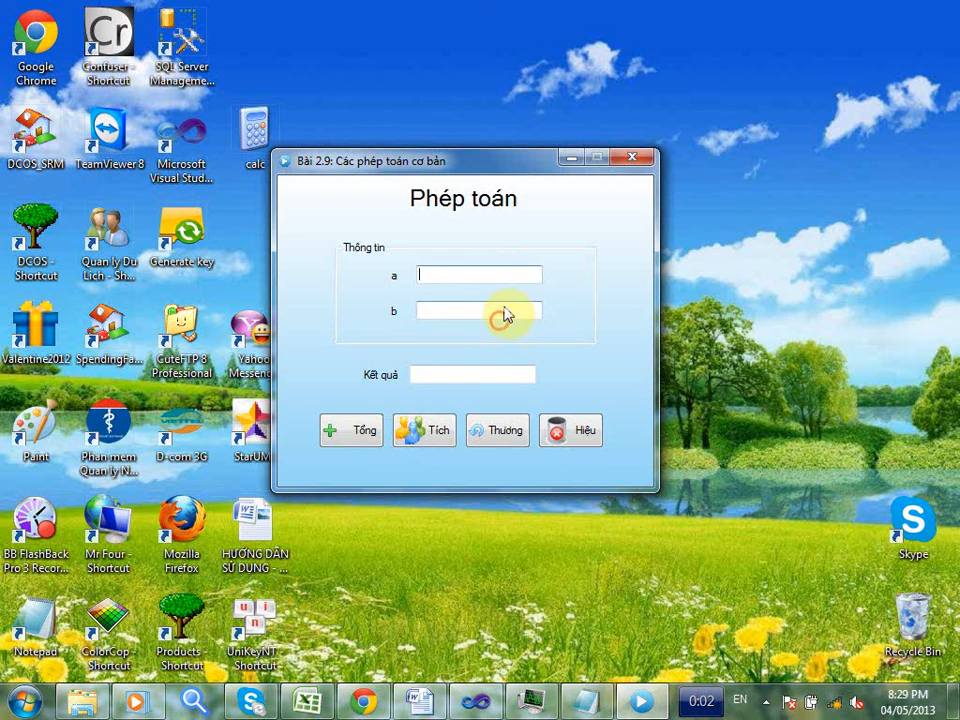 Google
Chrome
Confuser -
Shortcut
SQL Server
Manageme...
DCOS_SRM
TeamViewer 8
Microsoft
Visual Stud...
calc
DCOS -
Shortcut
Quan ly Du
Lich - Sh...
Generate key
Valentine2012
SpendingFa...
CuteFTP 8
Professional
Yahoo
Messen
Paint
Phan mem
Quan ly N...
D-com 3G
StarUM
BB FlashBack
Pro 3 Recor...
Mr Four -
Shortcut
Mozilla
Firefox
HƯỚNG DẪN
SỬ DỤNG - ...
Notepad
ColorCop -
Shortcut
Products -
Shortcut
UniKeyNT
Shortcut
Skype
Recycle Bin
Bài 2.9: Các phép toán cơ bản
Phép toán
Thông tin
a
b
Kết quả
Tổng
Tích
Thương
Hiệu
0:02
EN
8:29 PM
04/05/2013